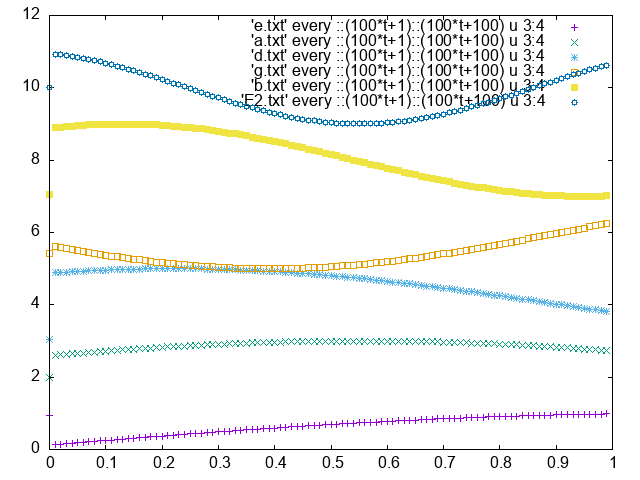 12
10
8
6
4
2
0
'e.txt' every ::(100*t+1)::(100*t+100) u 3:4
'a.txt' every ::(100*t+1)::(100*t+100) u 3:4
'd.txt' every ::(100*t+1)::(100*t+100) u 3:4
'g.txt' every ::(100*t+1)::(100*t+100) u 3:4
'b.txt' every ::(100*t+1)::(100*t+100) u 3:4
'E2.txt' every ::(100*t+1)::(100*t+100) u 3:4
0 0.1 0.2 0.3 0.4 0.5 0.6 0.7 0.8 0.9 1